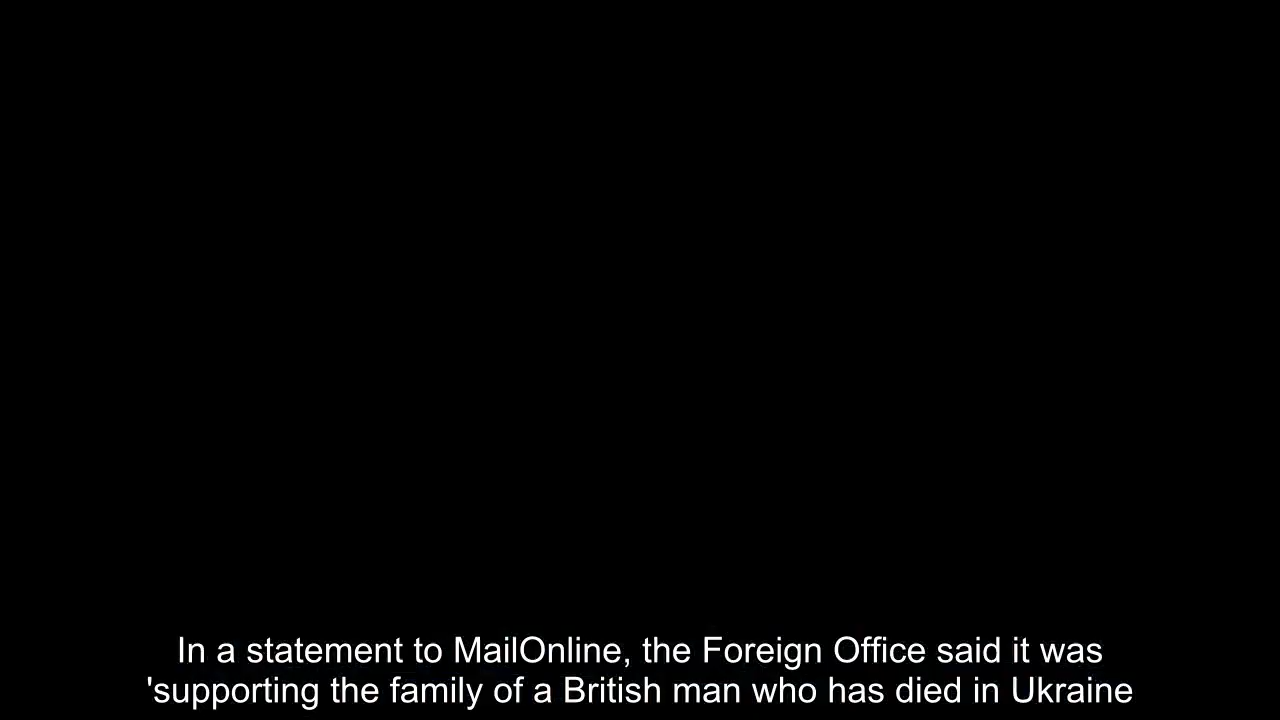 In a statement to MailOnline, the Foreign Office said it was
'supporting the family of a British man who has died in Ukraine